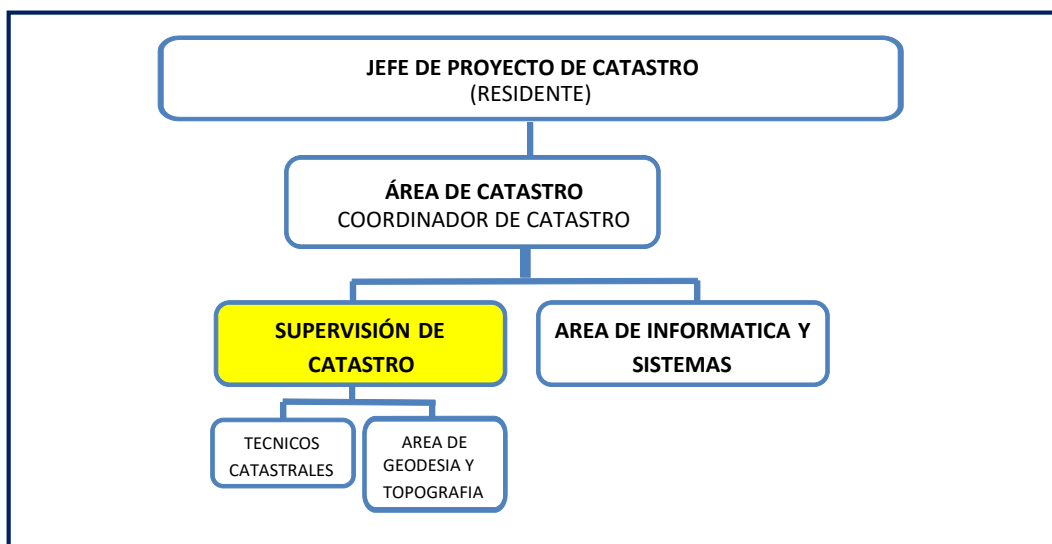 JEFE DE PROYECTO DE CATASTRO
(RESIDENTE)
ÁREA DE CATASTRO
COORDINADOR DE CATASTRO
SUPERVISIÓN DE
CATASTRO
AREA DE INFORMATICA Y
SISTEMAS
TECNICOS
CATASTRALES
AREA DE
GEODESIA Y
TOPOGRAFIA